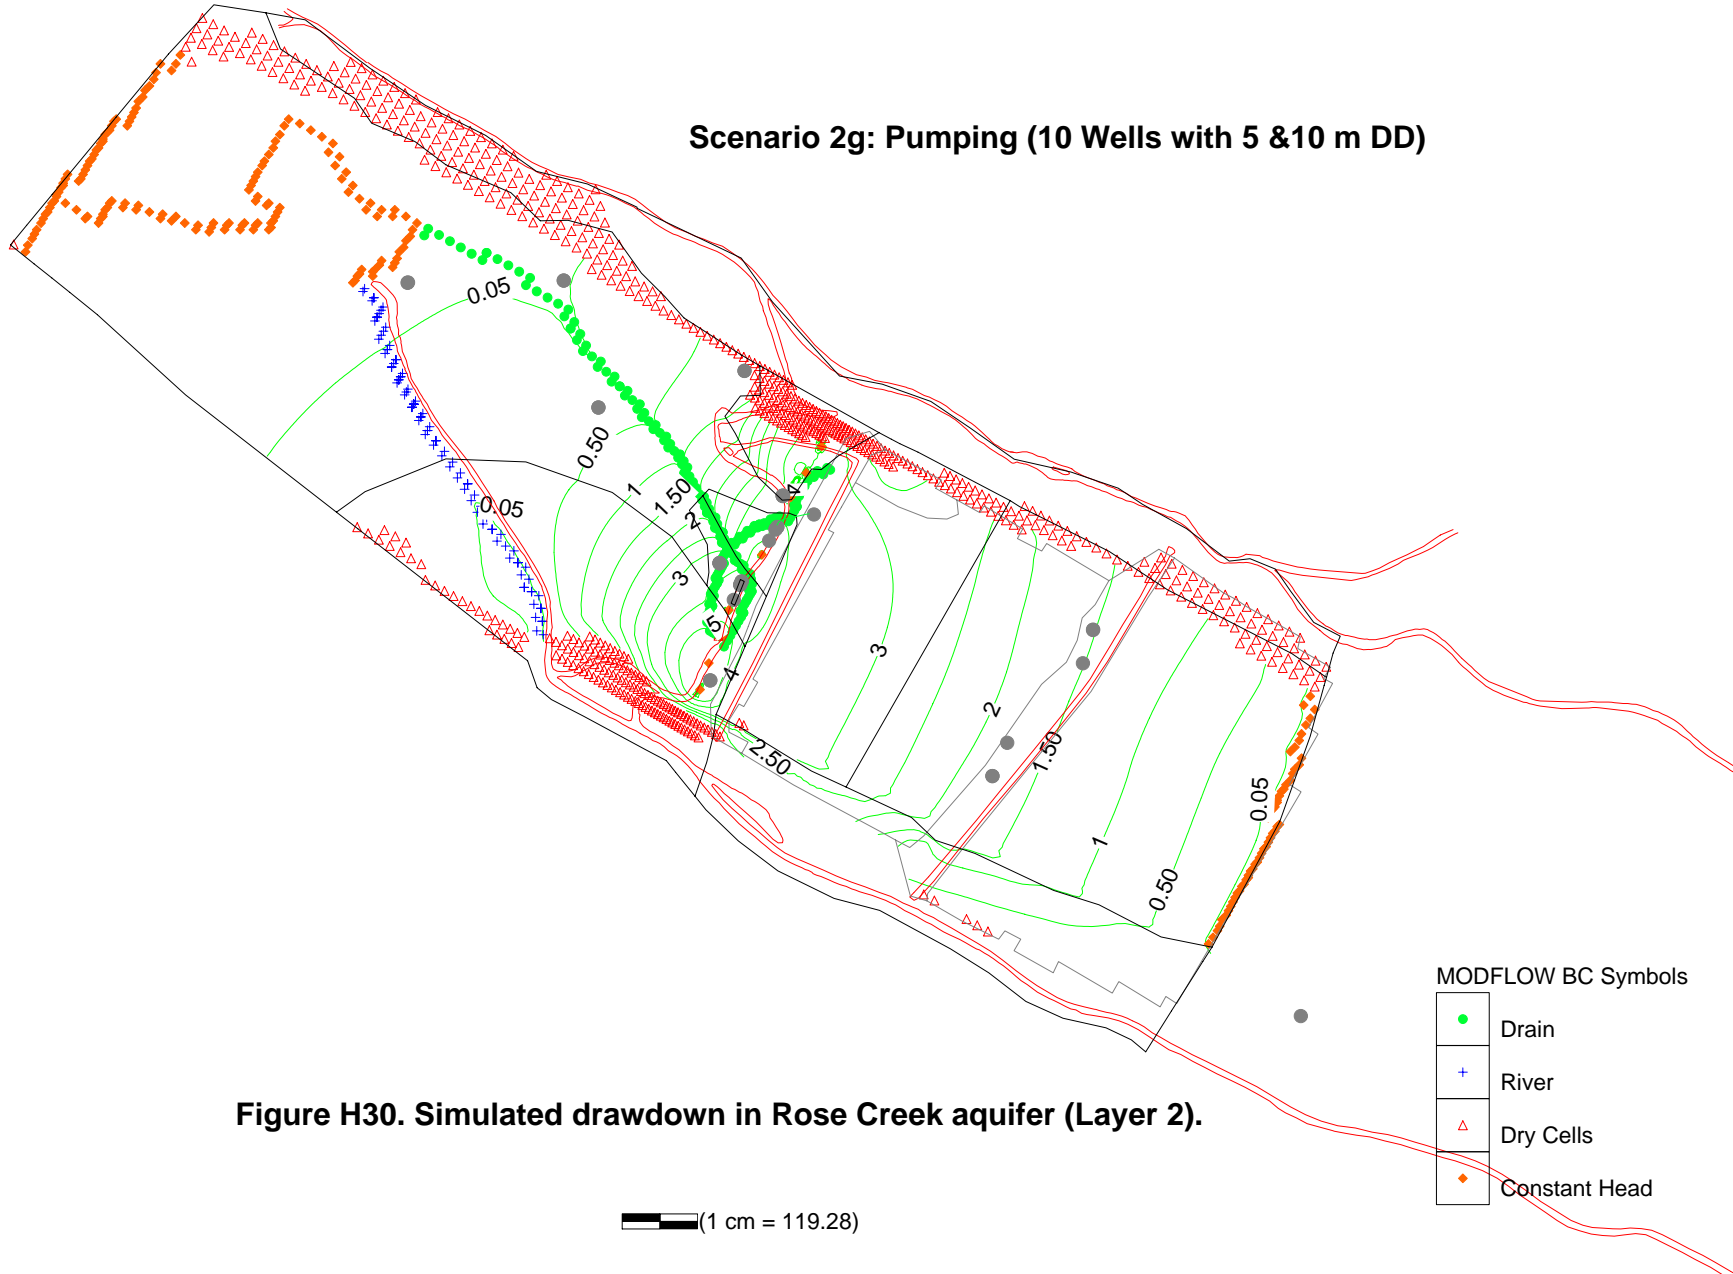 Scenario 2g: Pumping (10 Wells with 5 &10 m DD)
0.05
0.50
1
1.50
2
0.05
3
4
5
4
3
2.50
2
1.50
1
0.50
0.05
MODFLOW BC Symbols
Drain
River
Dry Cells
Constant Head
Figure H30. Simulated drawdown in Rose Creek aquifer (Layer 2).
(1 cm = 119.28)